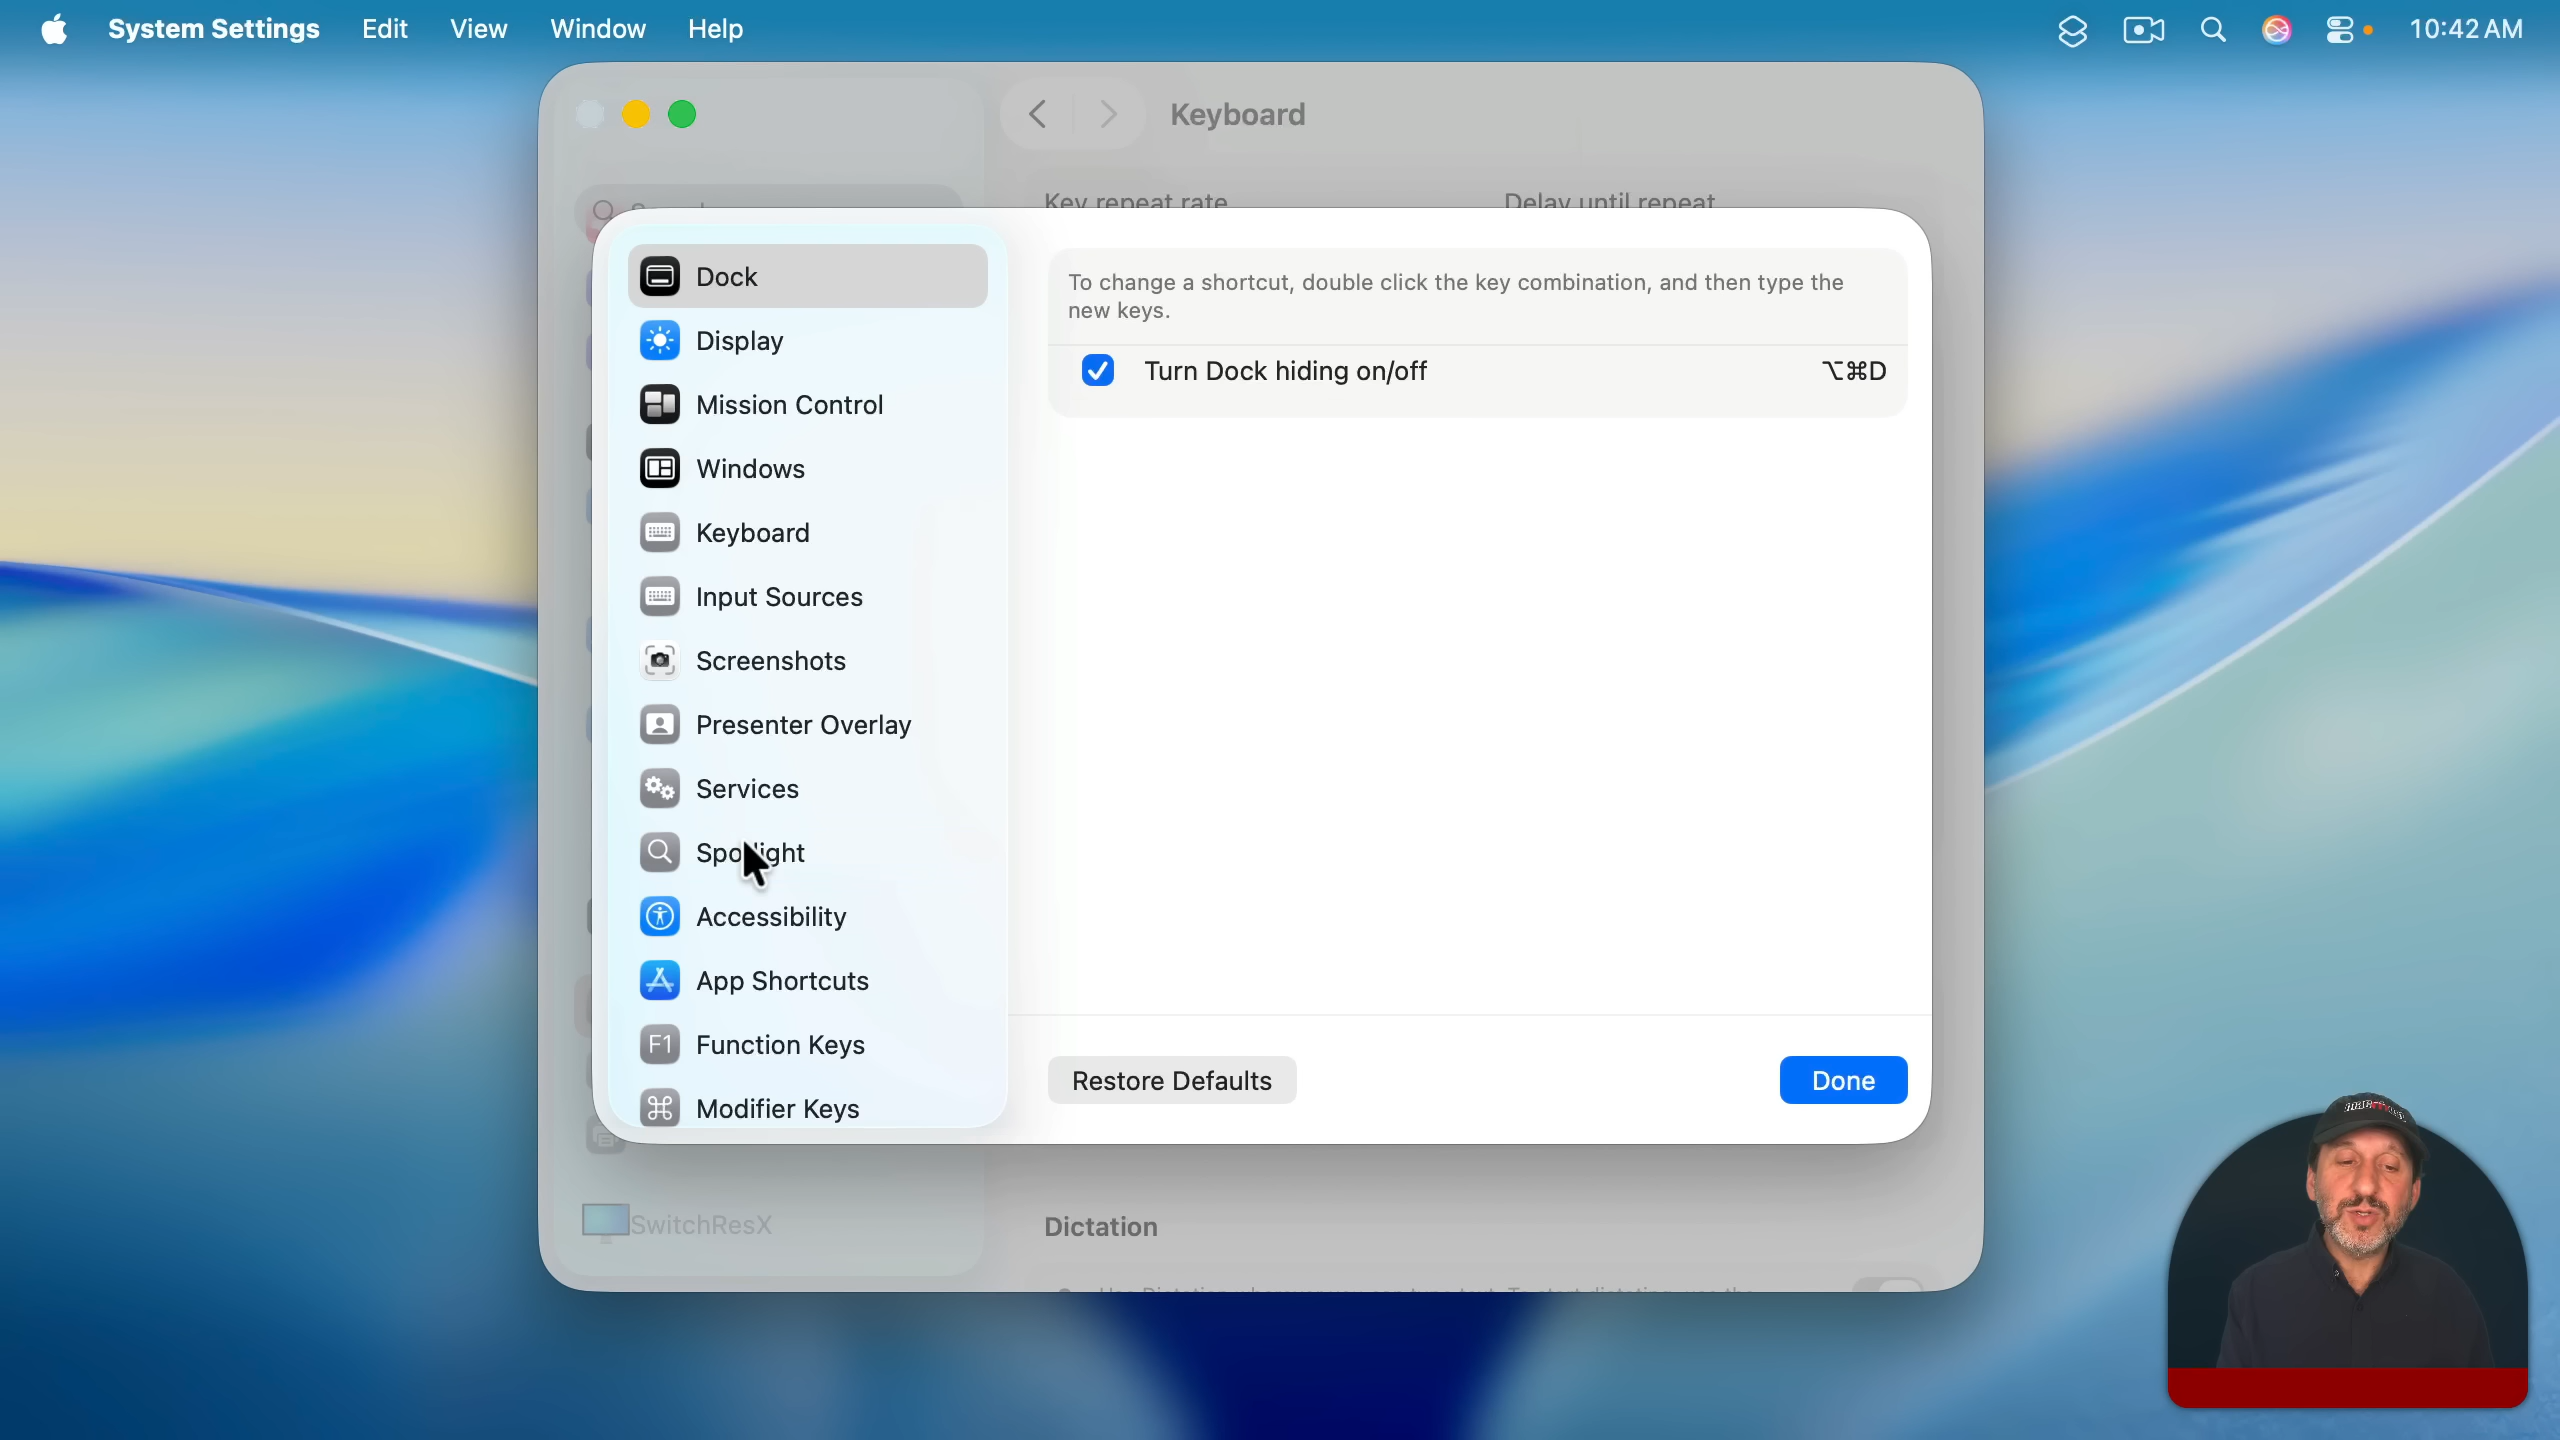 System Settings Edit View Window Help 10:42 AM
Keyboard
Key repeat rate Delay until repeat
Dock
Display
Mission Control
Windows
Keyboard
Input Sources
Screenshots
Presenter Overlay
Services
Spotlight
Accessibility
App Shortcuts
Function Keys
Modifier Keys
To change a shortcut, double click the key combination, and then type the
new keys.
Turn Dock hiding on/off ⌥⌘D
Restore Defaults Done
SwitchResX
Dictation